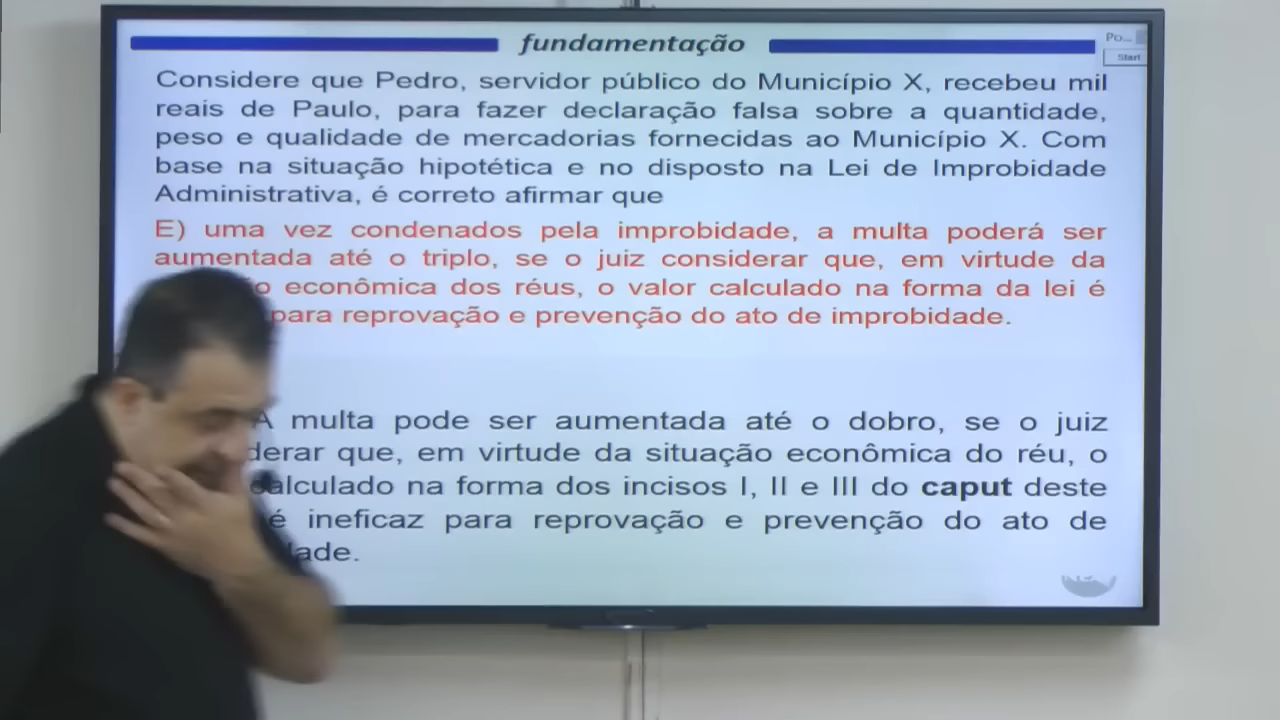 fundamentação
Po...
Start
Considere que Pedro, servidor público do Município X, recebeu mil
reais de Paulo, para fazer declaração falsa sobre a quantidade,
peso e qualidade de mercadorias fornecidas ao Município X. Com
base na situação hipotética e no disposto na Lei de Improbidade
Administrativa, é correto afirmar que
E) uma vez condenados pela improbidade, a multa poderá ser
aumentada até o triplo, se o juiz considerar que, em virtude da
econômica dos réus, o valor calculado na forma da lei é
para reprovação e prevenção do ato de improbidade.
A multa pode ser aumentada até o dobro, se o juiz
que, em virtude da situação econômica do réu, o
calculado na forma dos incisos I, II e III do caput deste
é ineficaz para reprovação e prevenção do ato de